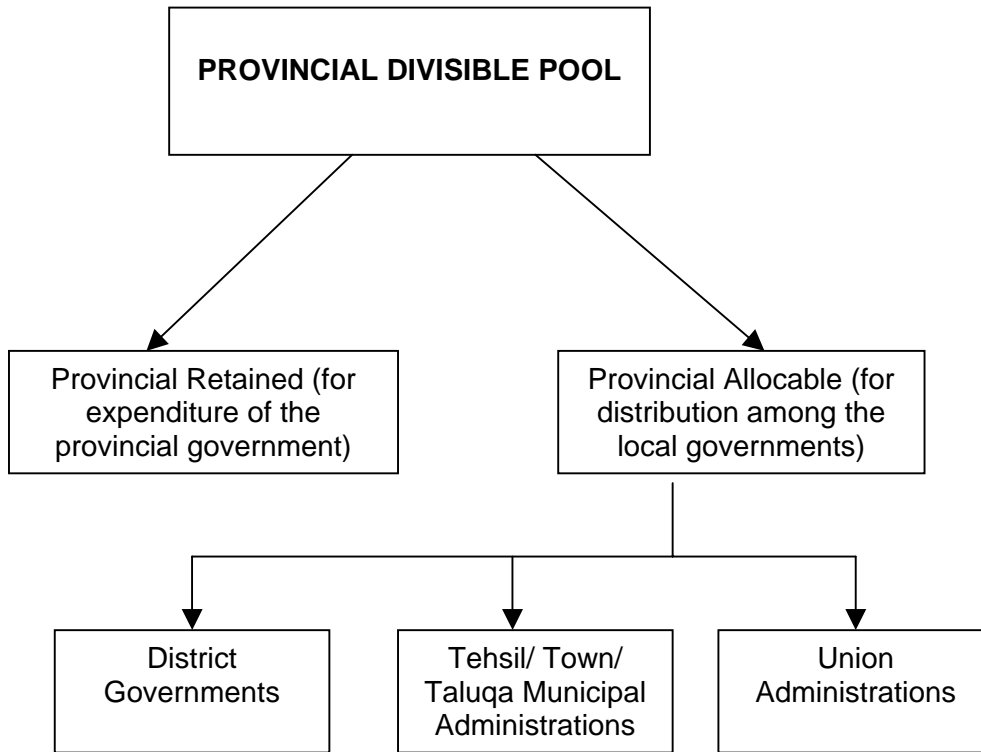 PROVINCIAL DIVISIBLE POOL
Provincial Retained (for
expenditure of the
provincial government)
Provincial Allocable (for
distribution among the
local governments)
District
Governments
Tehsil/ Town/
Taluqa Municipal
Administrations
Union
Administrations